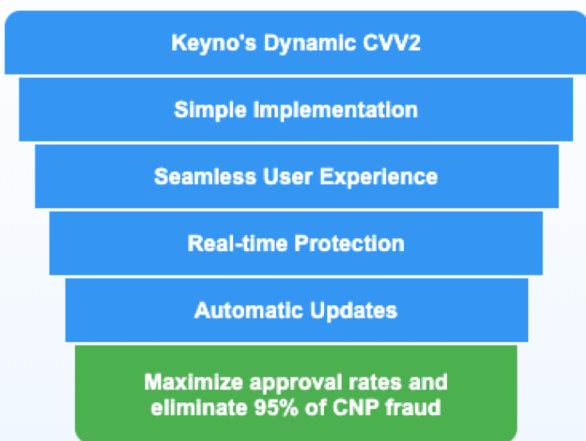 Keyno's Dynamic CVV2
Simple Implementation
Seamless User Experience
Real-time Protection
Automatic Updates
Maximize approval rates and
eliminate 95% of CNP fraud